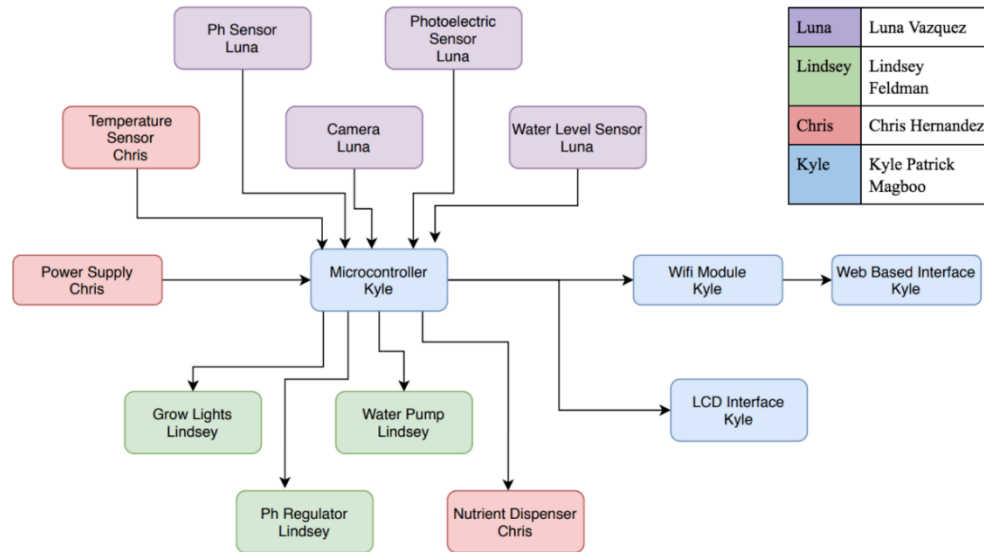 Ph Sensor
Luna
Photoelectric
Sensor
Luna
Luna
Luna Vazquez
Lindsey
Lindsey
Feldman
Chris
Chris Hernandez
Kyle
Kyle Patrick
Magboo
Temperature
Sensor
Chris
Camera
Luna
Water Level Sensor
Luna
Power Supply
Chris
Microcontroller
Kyle
Wifi Module
Kyle
Web Based Interface
Kyle
Grow Lights
Lindsey
Water Pump
Lindsey
LCD Interface
Kyle
Ph Regulator
Lindsey
Nutrient Dispenser
Chris